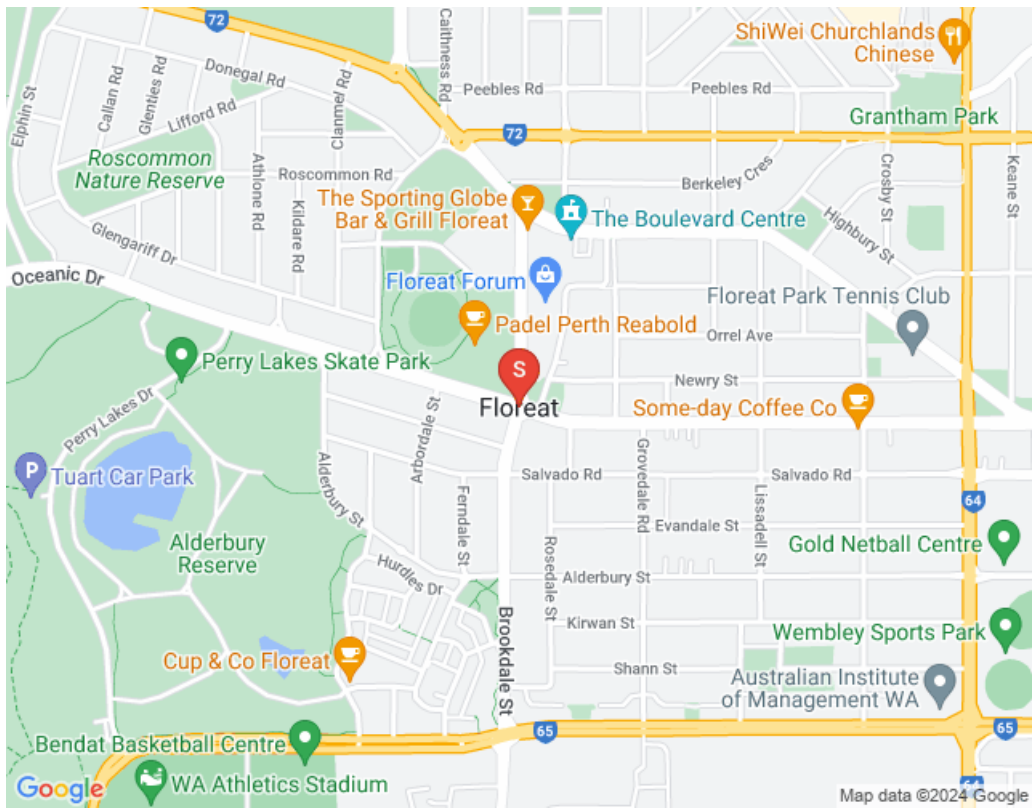 72
Caithness Rd
ShiWei Churchlands
Chinese
Elphin St
Callan Rd
Glenties Rd
Donegal Rd
Lifford Rd
Clanmel Rd
Peebles Rd
Peebles Rd
Grantham Park
72
Roscommon
Nature Reserve
Athlone Rd
Roscommon Rd
Kildare Rd
Berkeley Cres
Crosby St
Keane St
The Sporting Globe
Bar & Grill Floreat
The Boulevard Centre
Highbury St
Glengariff Dr
Oceanic Dr
Floreat Forum
Floreat Park Tennis Club
Padel Perth Reabold
Orrel Ave
Perry Lakes Skate Park
S
Newry St
Floreat
Some-day Coffee Co
Perry Lakes Dr
Arbordale St
Grovedale Rd
P
Tuart Car Park
Alderbury St
Ferndale St
Salvado Rd
Salvado Rd
Lissadell St
64
Evandale St
Alderbury
Reserve
Rosedale St
Gold Netball Centre
Hurdles Dr
Alderbury St
Brookdale St
Kirwan St
Wembley Sports Park
Cup & Co Floreat
Shann St
Australian Institute
of Management WA
65
65
Bendat Basketball Centre
WA Athletics Stadium
64
Google
Map data ©2024 Google